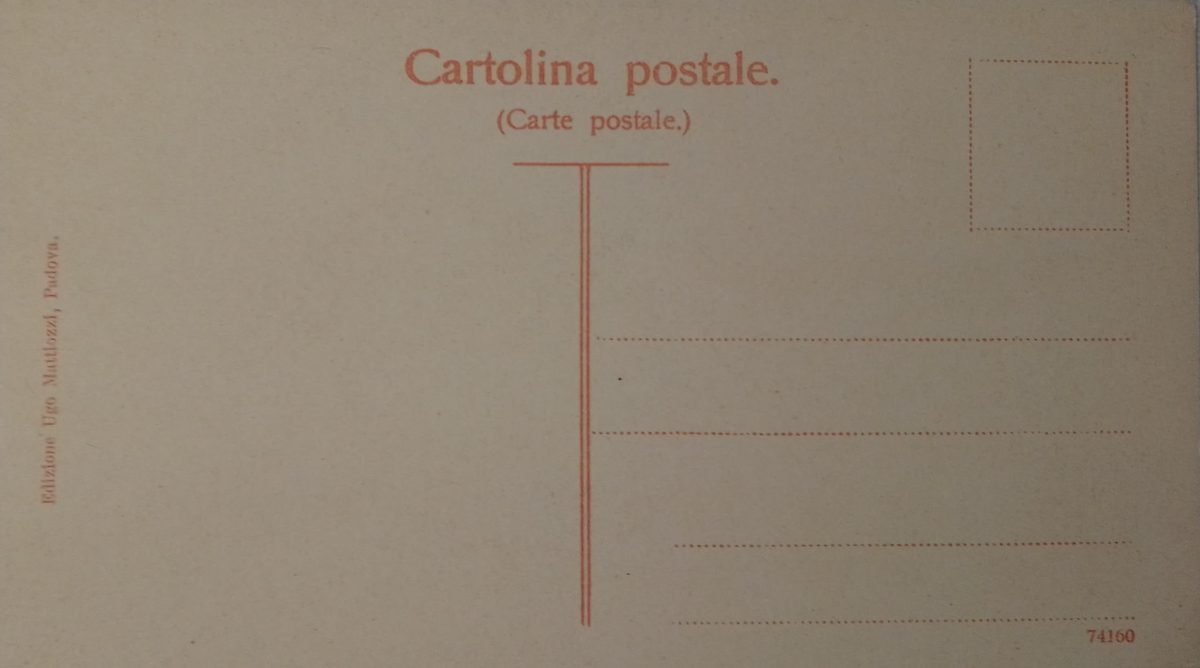 Cartolina postale.
(Carte postale.)
Edizione Ugo Mattiozzi, Padova.
74160